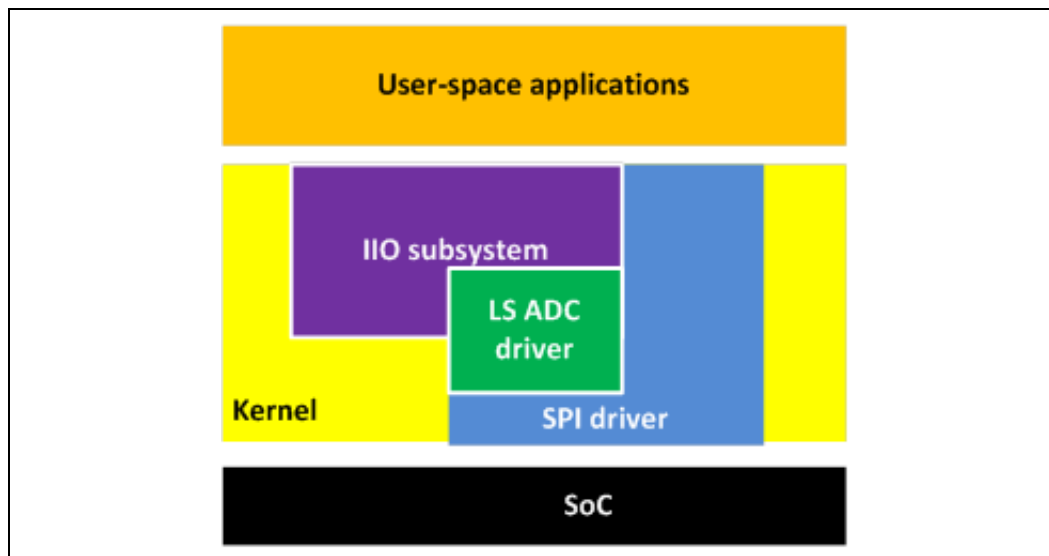 User-space applications
IIO subsystem
LS ADC
driver
Kernel
SPI driver
SoC